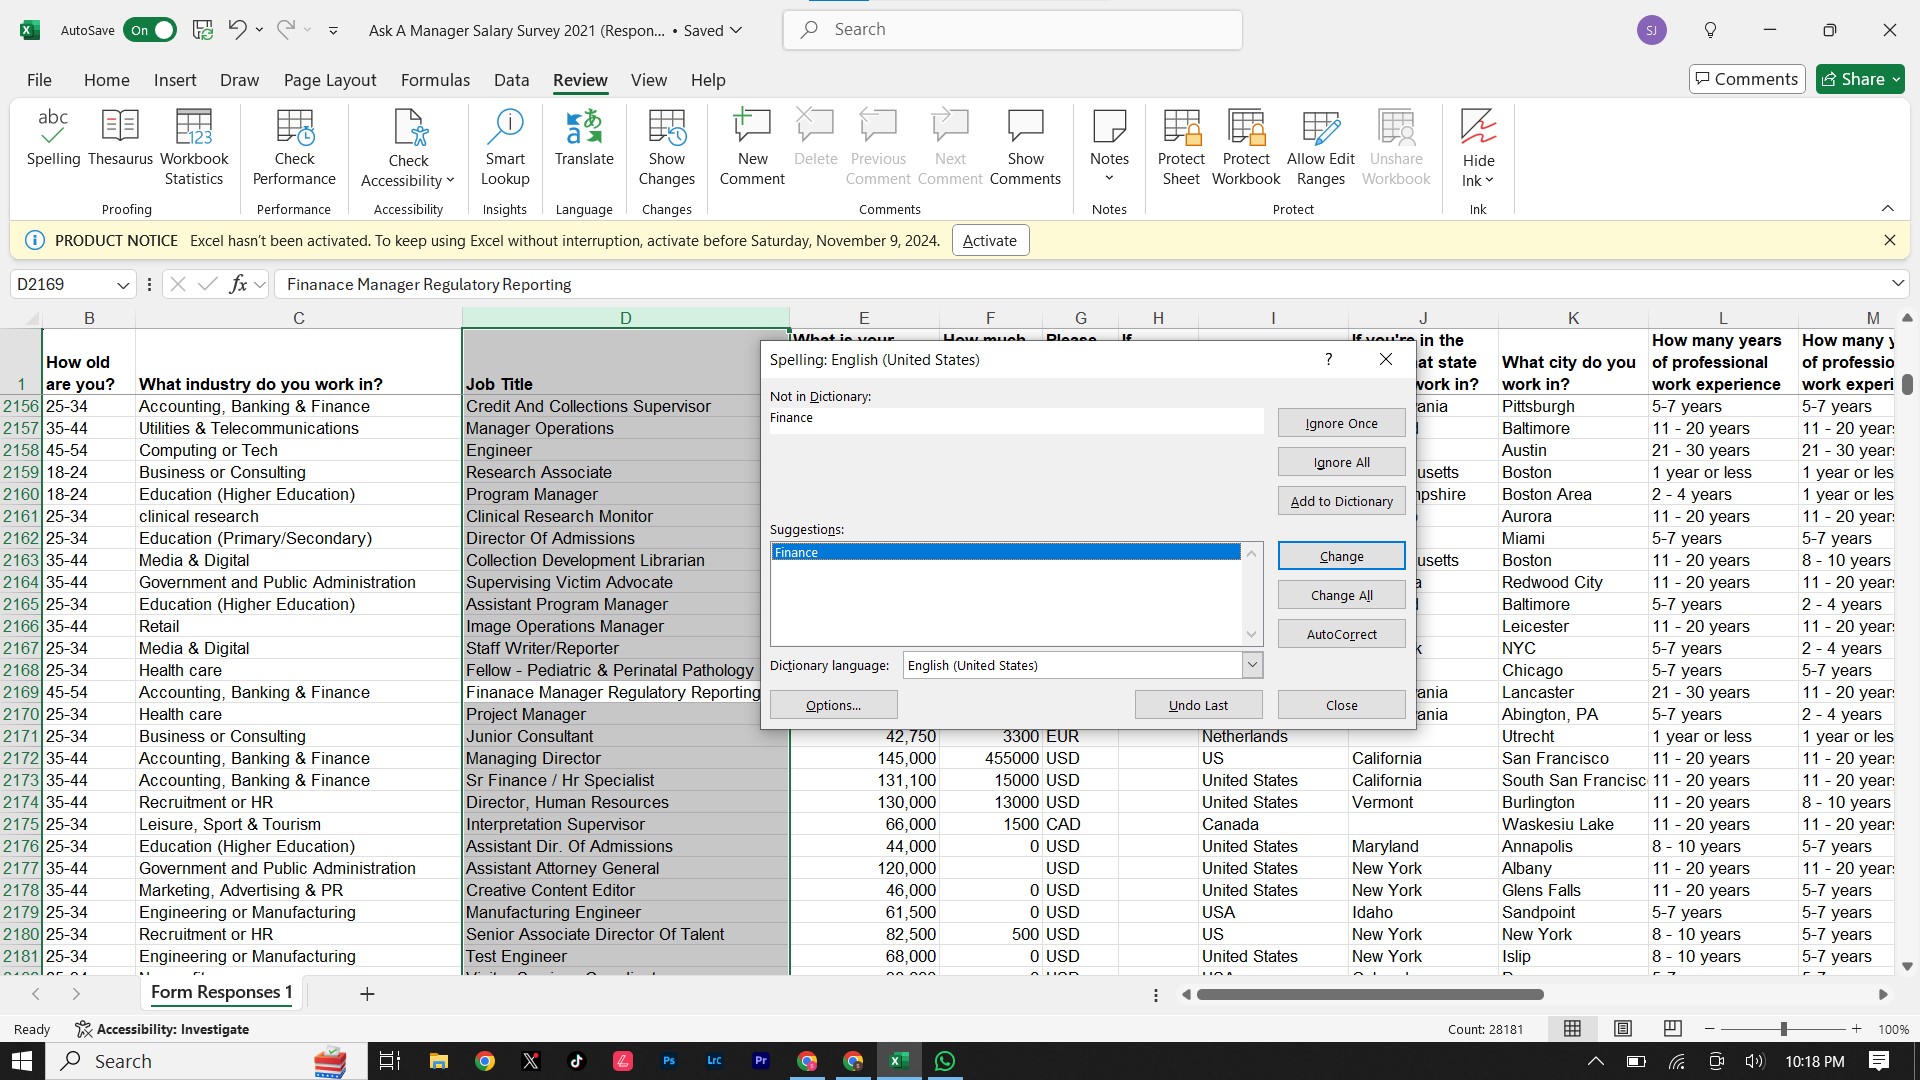 AutoSave On Ask A Manager Salary Survey 2021 (Respon... • Saved Search SJ
File Home Insert Draw Page Layout Formulas Data Review View Help Comments Share
abc
123
Spelling Thesaurus Workbook Statistics
Check Performance
Check Accessibility
Smart Lookup
Translate
Show Changes
New Comment Delete Previous Comment Next Comment Show Comments
Notes
Protect Sheet Protect Workbook Allow Edit Ranges Unshare Workbook
Hide Ink
Proofing Performance Accessibility Insights Language Changes Comments Notes Protect Ink
PRODUCT NOTICE Excel hasn't been activated. To keep using Excel without interruption, activate before Saturday, November 9, 2024. Activate
D2169 fx Finanace Manager Regulatory Reporting
B C D E F G H I J K L M
1 How old are you? What industry do you work in? Job Title What city do you work in? How many years of professional work experience
2156 25-34 Accounting, Banking & Finance Credit And Collections Supervisor Pittsburgh 5-7 years 5-7 years
2157 35-44 Utilities & Telecommunications Manager Operations Baltimore 11 - 20 years 11 - 20 year
2158 45-54 Computing or Tech Engineer Austin 21 - 30 years 21 - 30 year
2159 18-24 Business or Consulting Research Associate usetts Boston 1 year or less 1 year or les
2160 18-24 Education (Higher Education) Program Manager pshire Boston Area 2 - 4 years 1 year or les
2161 25-34 clinical research Clinical Research Monitor Aurora 11 - 20 years 11 - 20 year
2162 25-34 Education (Primary/Secondary) Director Of Admissions Miami 5-7 years 5-7 years
2163 35-44 Media & Digital Collection Development Librarian usetts Boston 11 - 20 years 8 - 10 years
2164 35-44 Government and Public Administration Supervising Victim Advocate Redwood City 11 - 20 years 11 - 20 year
2165 25-34 Education (Higher Education) Assistant Program Manager Baltimore 5-7 years 2 - 4 years
2166 35-44 Retail Image Operations Manager Leicester 11 - 20 years 11 - 20 year
2167 25-34 Media & Digital Staff Writer/Reporter NYC 5-7 years 2 - 4 years
2168 25-34 Health care Fellow - Pediatric & Perinatal Pathology Chicago 5-7 years 5-7 years
2169 45-54 Accounting, Banking & Finance Finanace Manager Regulatory Reporting ania Lancaster 21 - 30 years 11 - 20 year
2170 25-34 Health care Project Manager ania Abington, PA 5-7 years 2 - 4 years
2171 25-34 Business or Consulting Junior Consultant 42,750 3300 EUR Netherlands Utrecht 1 year or less 1 year or les
2172 35-44 Accounting, Banking & Finance Managing Director 145,000 455000 USD US California San Francisco 11 - 20 years 11 - 20 year
2173 35-44 Accounting, Banking & Finance Sr Finance / Hr Specialist 131,100 15000 USD United States California South San Francisc 11 - 20 years 11 - 20 year
2174 35-44 Recruitment or HR Director, Human Resources 130,000 13000 USD United States Vermont Burlington 11 - 20 years 8 - 10 years
2175 25-34 Leisure, Sport & Tourism Interpretation Supervisor 66,000 1500 CAD Canada Waskesiu Lake 11 - 20 years 11 - 20 year
2176 25-34 Education (Higher Education) Assistant Dir. Of Admissions 44,000 0 USD United States Maryland Annapolis 8 - 10 years 5-7 years
2177 35-44 Government and Public Administration Assistant Attorney General 120,000 USD United States New York Albany 11 - 20 years 11 - 20 year
2178 35-44 Marketing, Advertising & PR Creative Content Editor 46,000 0 USD United States New York Glens Falls 11 - 20 years 5-7 years
2179 25-34 Engineering or Manufacturing Manufacturing Engineer 61,500 0 USD USA Idaho Sandpoint 5-7 years 5-7 years
2180 25-34 Recruitment or HR Senior Associate Director Of Talent 82,500 500 USD US New York New York 8 - 10 years 5-7 years
2181 25-34 Engineering or Manufacturing Test Engineer 68,000 0 USD United States New York Islip 8 - 10 years 5-7 years
Spelling: English (United States) ?
Not in Dictionary:
Finance
Ignore Once
Ignore All
Add to Dictionary
Suggestions:
Finance
Change
Change All
AutoCorrect
Dictionary language: English (United States)
Options... Undo Last Close
Form Responses 1
Ready Accessibility: Investigate Count: 28181 100%
Search Ps LrC Pr 10:18 PM